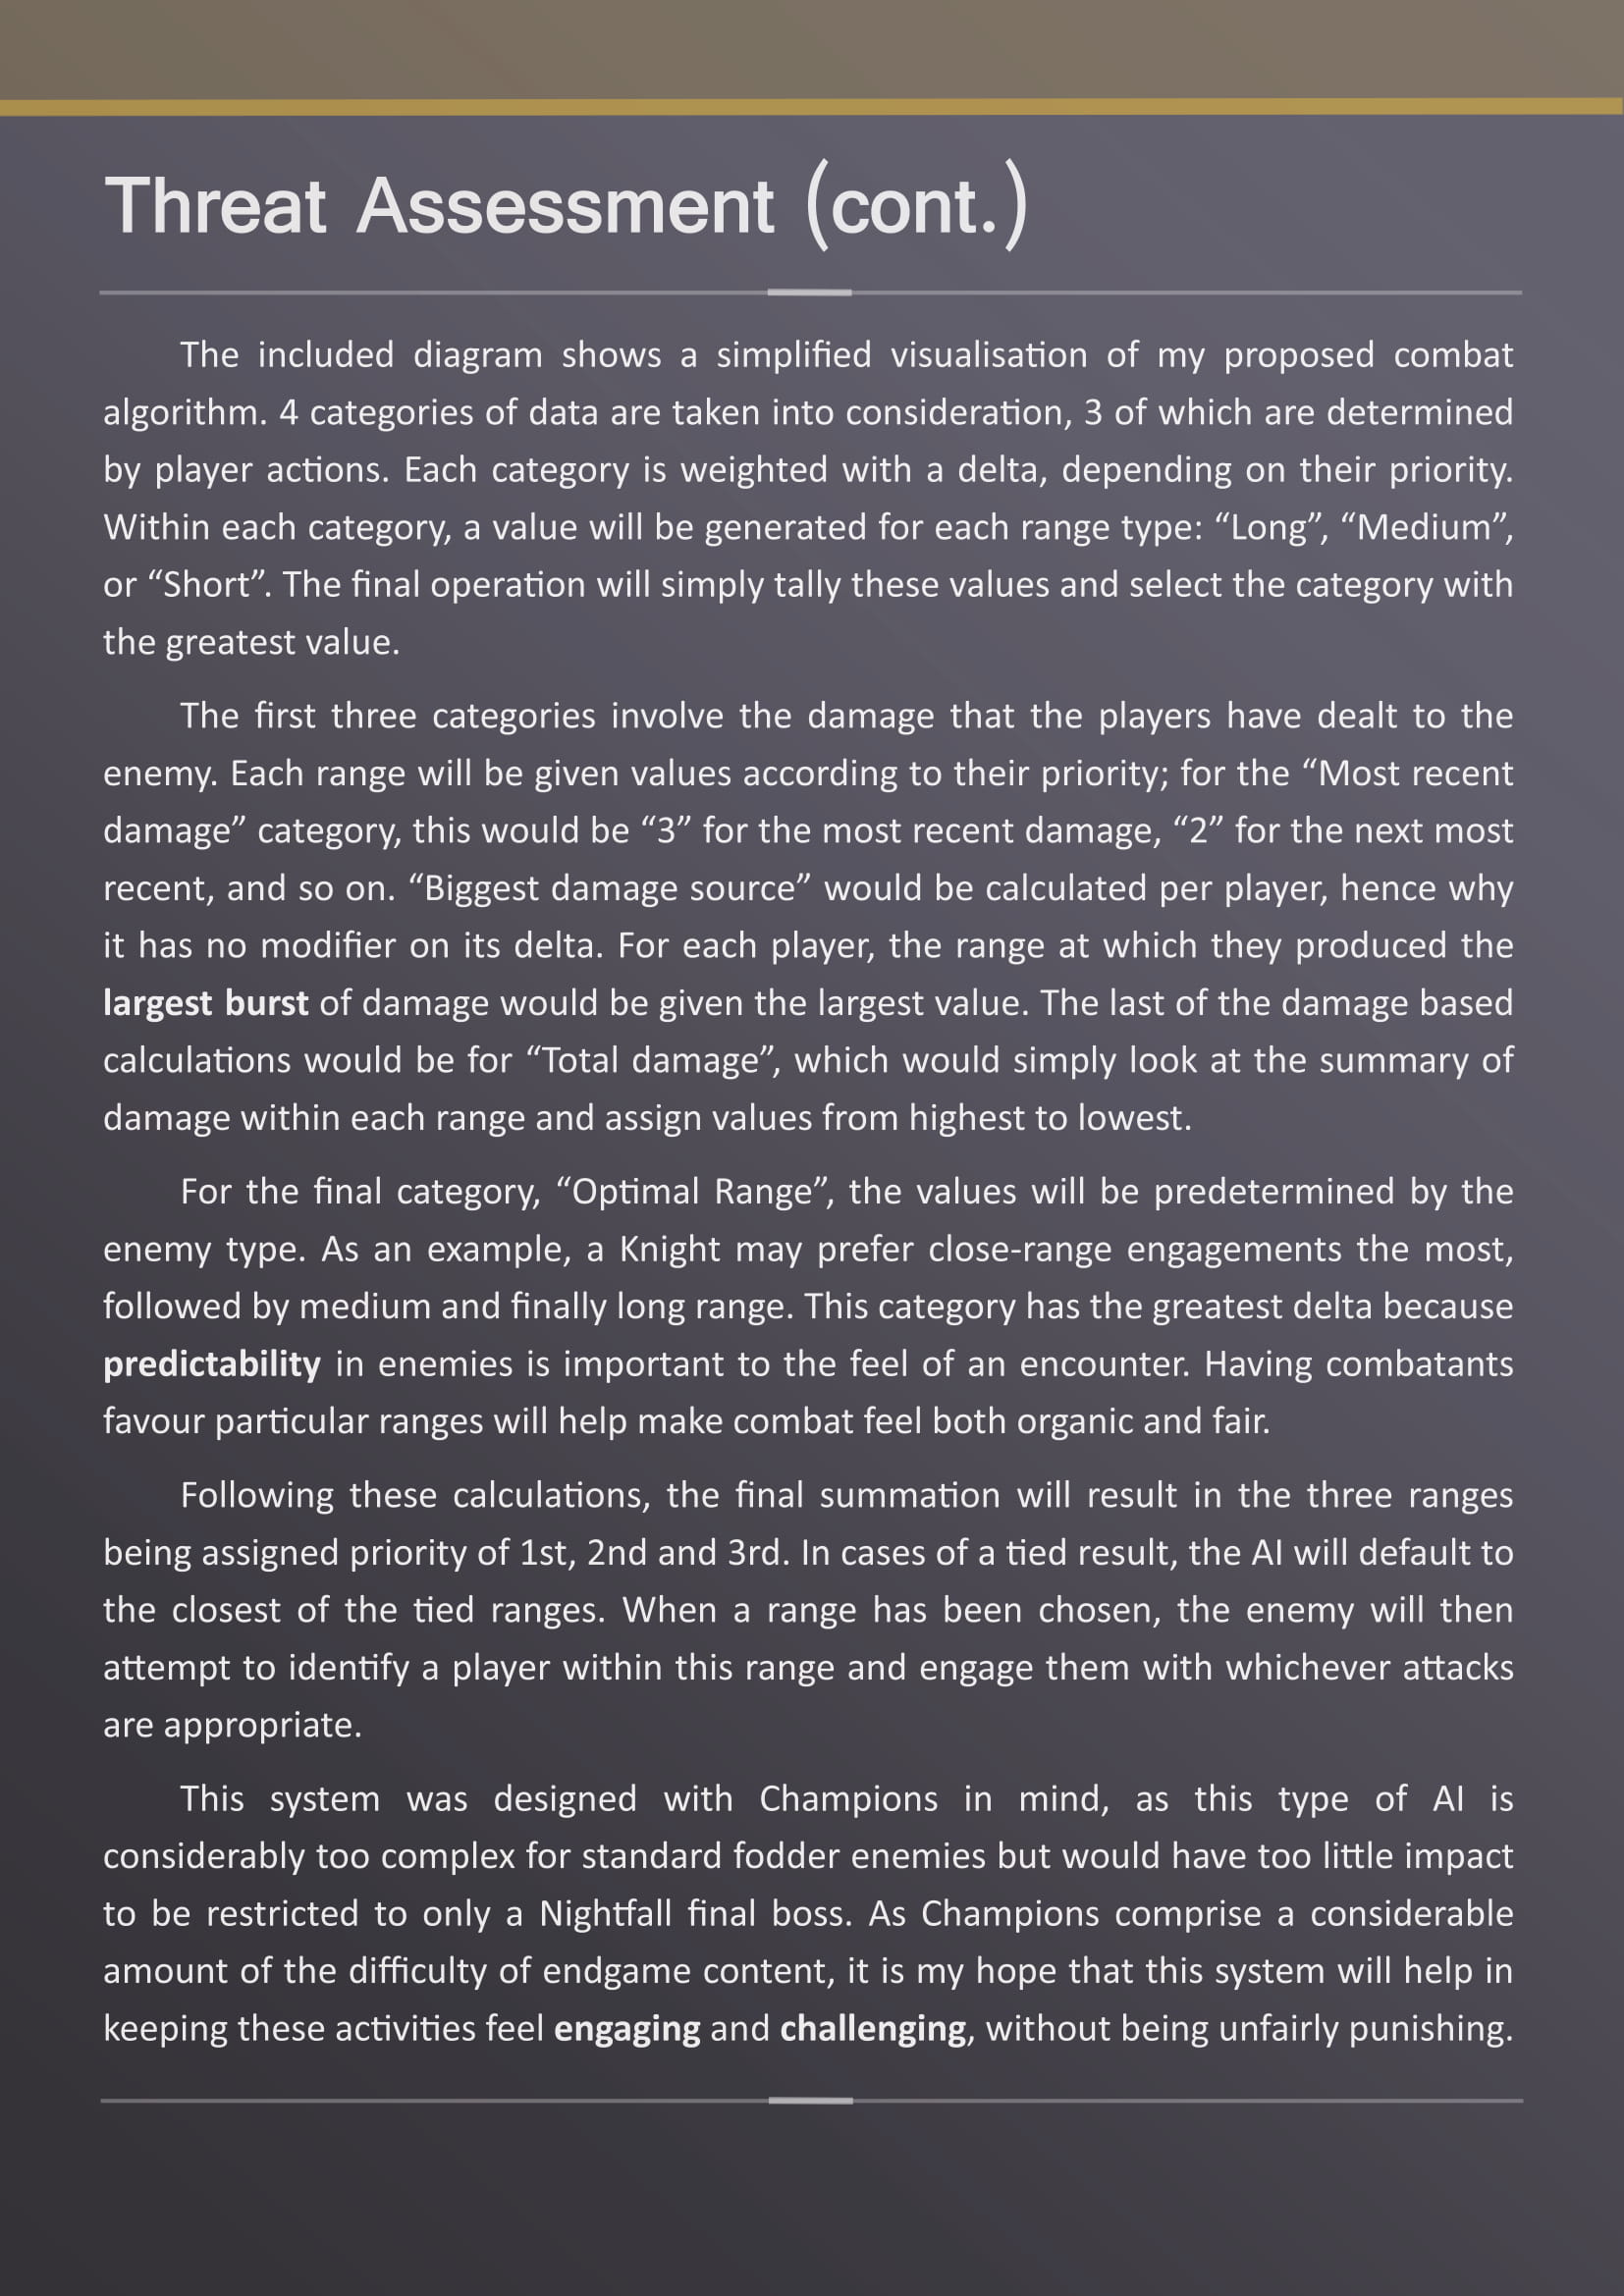 Threat Assessment (cont.)
The included diagram shows a simplified visualisation of my proposed combat
algorithm. 4 categories of data are taken into consideration, 3 of which are determined
by player actions. Each category is weighted with a delta, depending on their priority.
Within each category, a value will be generated for each range type: “Long”, “Medium”,
or “Short”. The final operation will simply tally these values and select the category with
the greatest value.
The first three categories involve the damage that the players have dealt to the
enemy. Each range will be given values according to their priority; for the “Most recent
damage” category, this would be “3” for the most recent damage, “2” for the next most
recent, and so on. “Biggest damage source” would be calculated per player, hence why
it has no modifier on its delta. For each player, the range at which they produced the
largest burst of damage would be given the largest value. The last of the damage based
calculations would be for “Total damage”, which would simply look at the summary of
damage within each range and assign values from highest to lowest.
For the final category, “Optimal Range”, the values will be predetermined by the
enemy type. As an example, a Knight may prefer close-range engagements the most,
followed by medium and finally long range. This category has the greatest delta because
predictability in enemies is important to the feel of an encounter. Having combatants
favour particular ranges will help make combat feel both organic and fair.
Following these calculations, the final summation will result in the three ranges
being assigned priority of 1st, 2nd and 3rd. In cases of a tied result, the AI will default to
the closest of the tied ranges. When a range has been chosen, the enemy will then
attempt to identify a player within this range and engage them with whichever attacks
are appropriate.
This system was designed with Champions in mind, as this type of AI is
considerably too complex for standard fodder enemies but would have too little impact
to be restricted to only a Nightfall final boss. As Champions comprise a considerable
amount of the difficulty of endgame content, it is my hope that this system will help in
keeping these activities feel engaging and challenging, without being unfairly punishing.